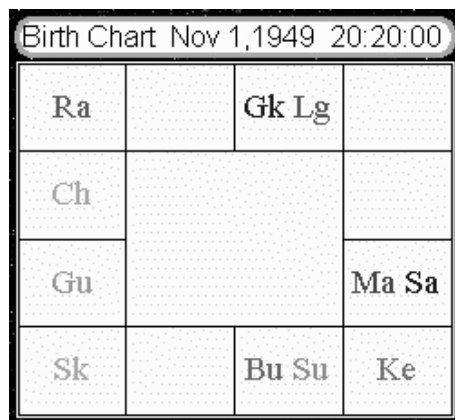 Birth Chart Nov 1,1949 20:20:00
Ra Gk Lg
Ch
Gu Ma Sa
Sk Bu Su Ke